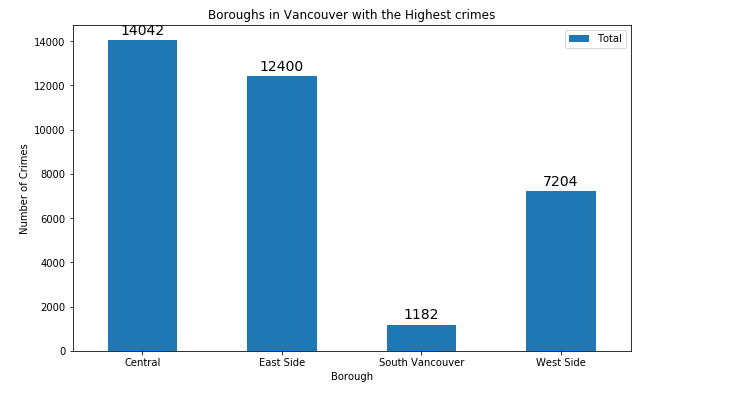 Boroughs in Vancouver with the Highest crimes
Total
14042
12400
1182
7204
14000
12000
10000
8000
6000
4000
2000
0
Number of Crimes
Central
East Side
South Vancouver
West Side
Borough